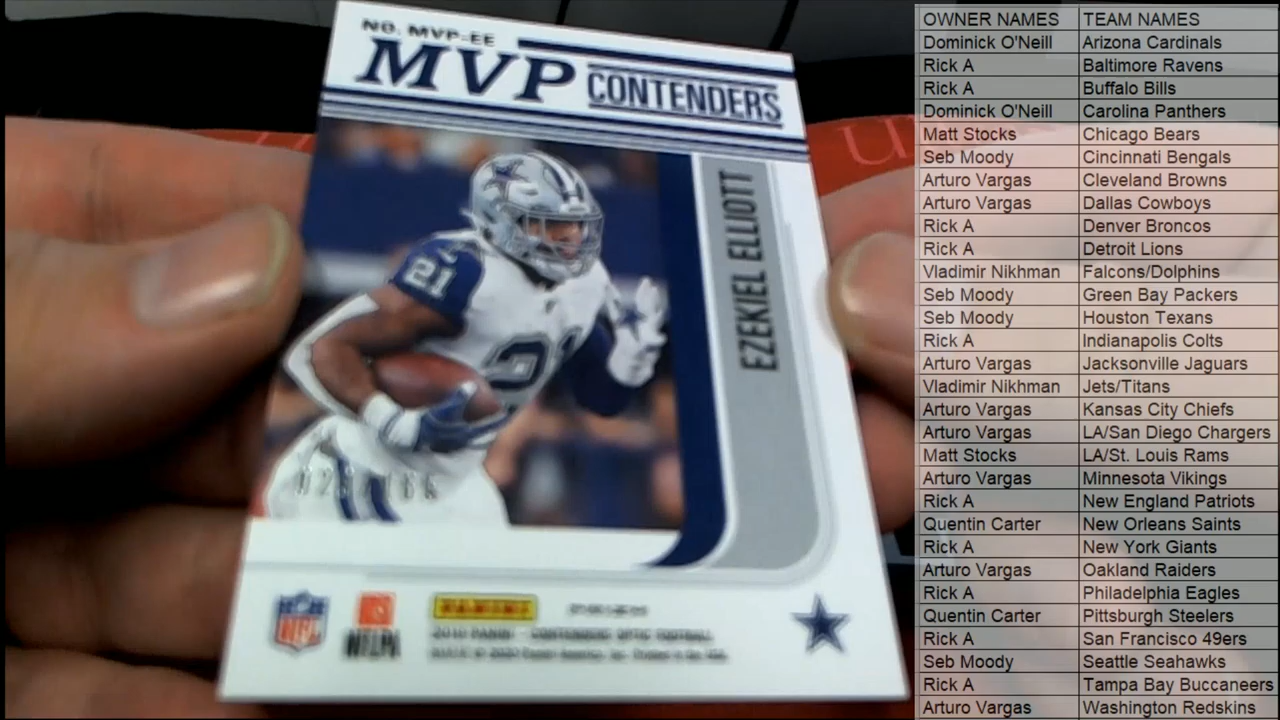 NO. MVP-EE
MVP CONTENDERS
EZEKIEL ELLIOTT
21
21
NFL
NFLPA
PANINI
2019 PANINI - CONTENDERS OPTIC FOOTBALL
OWNER NAMES TEAM NAMES
Dominick O'Neill Arizona Cardinals
Rick A Baltimore Ravens
Rick A Buffalo Bills
Dominick O'Neill Carolina Panthers
Matt Stocks Chicago Bears
Seb Moody Cincinnati Bengals
Arturo Vargas Cleveland Browns
Arturo Vargas Dallas Cowboys
Rick A Denver Broncos
Rick A Detroit Lions
Vladimir Nikhman Falcons/Dolphins
Seb Moody Green Bay Packers
Seb Moody Houston Texans
Rick A Indianapolis Colts
Arturo Vargas Jacksonville Jaguars
Vladimir Nikhman Jets/Titans
Arturo Vargas Kansas City Chiefs
Arturo Vargas LA/San Diego Chargers
Matt Stocks LA/St. Louis Rams
Arturo Vargas Minnesota Vikings
Rick A New England Patriots
Quentin Carter New Orleans Saints
Rick A New York Giants
Arturo Vargas Oakland Raiders
Rick A Philadelphia Eagles
Quentin Carter Pittsburgh Steelers
Rick A San Francisco 49ers
Seb Moody Seattle Seahawks
Rick A Tampa Bay Buccaneers
Arturo Vargas Washington Redskins